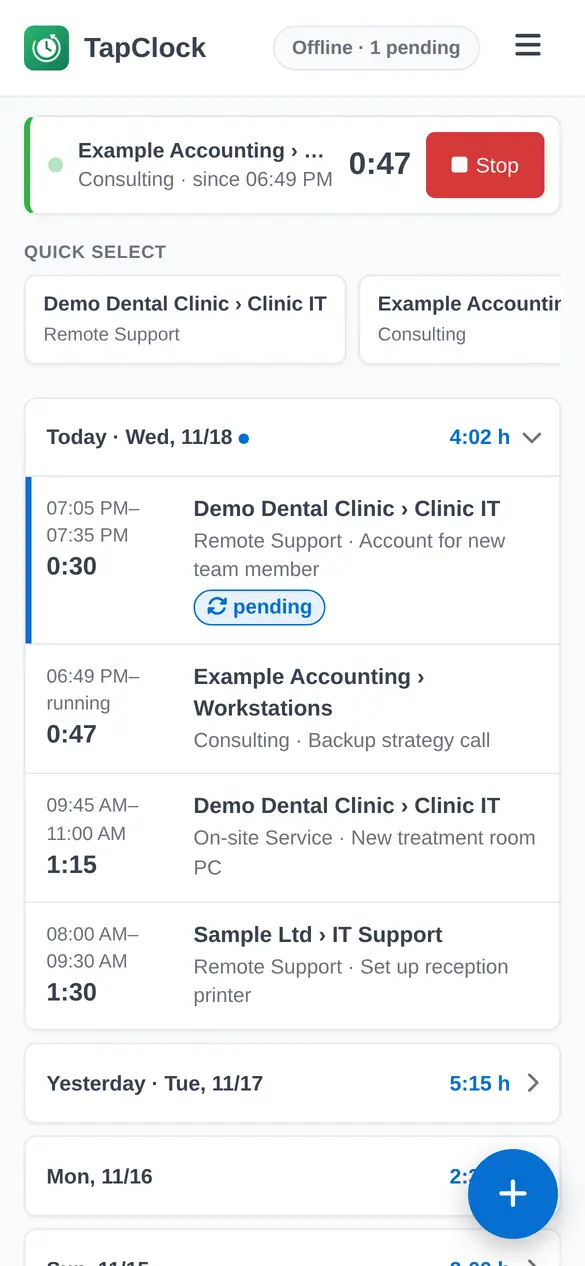 TapClock
Offline · 1 pending
Example Accounting › ...
Consulting · since 06:49 PM
0:47
Stop
QUICK SELECT
Demo Dental Clinic › Clinic IT
Remote Support
Example Accountin
Consulting
Today · Wed, 11/18
4:02 h
07:05 PM–
07:35 PM
0:30
Demo Dental Clinic › Clinic IT
Remote Support · Account for new
team member
pending
06:49 PM–
running
0:47
Example Accounting ›
Workstations
Consulting · Backup strategy call
09:45 AM–
11:00 AM
1:15
Demo Dental Clinic › Clinic IT
On-site Service · New treatment room
PC
08:00 AM–
09:30 AM
1:30
Sample Ltd › IT Support
Remote Support · Set up reception
printer
Yesterday · Tue, 11/17
5:15 h
Mon, 11/16